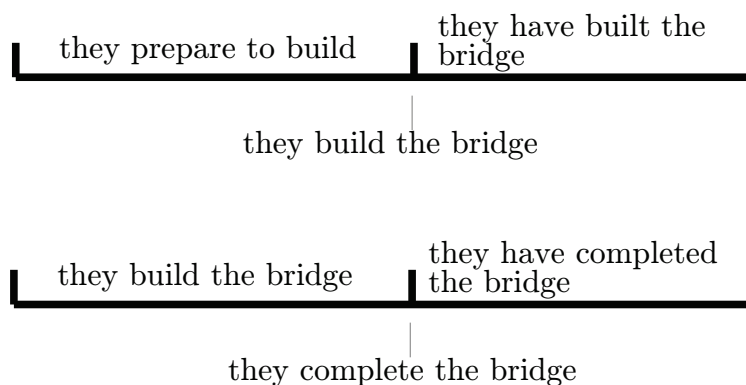 they prepare to build
they have built the
bridge
they build the bridge
they build the bridge
they have completed
the bridge
they complete the bridge